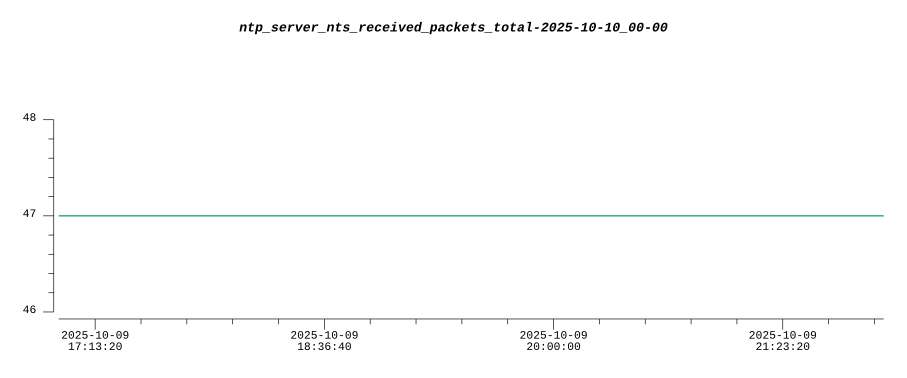 ntp_server_nts_received_packets_total-2025-10-10_00-00
48
47
46
2025-10-09 2025-10-09 2025-10-09 2025-10-09
17:13:20 18:36:40 20:00:00 21:23:20